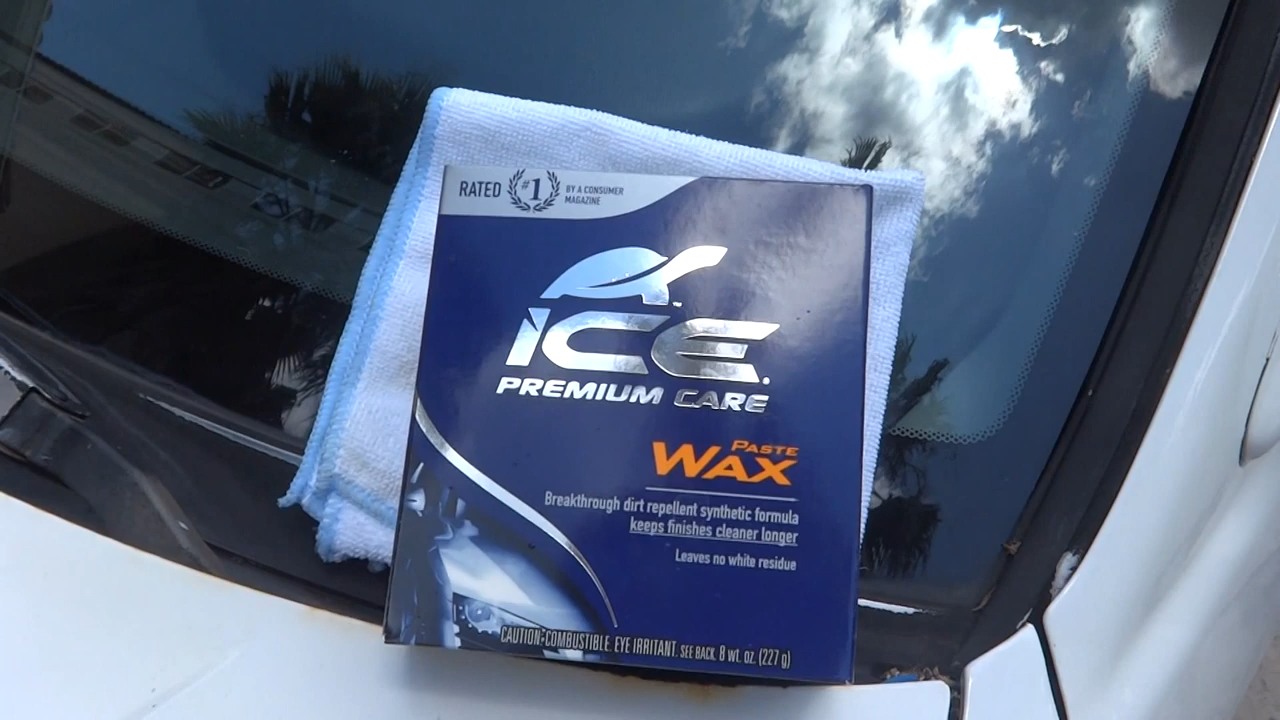 RATED #1 BY A CONSUMER
MAGAZINE
ICE™
PREMIUM CARE
PASTE
WAX
Breakthrough dirt repellent synthetic formula
keeps finishes cleaner longer
Leaves no white residue
CAUTION: COMBUSTIBLE. EYE IRRITANT. SEE BACK. 8 wt. oz. (227 g)